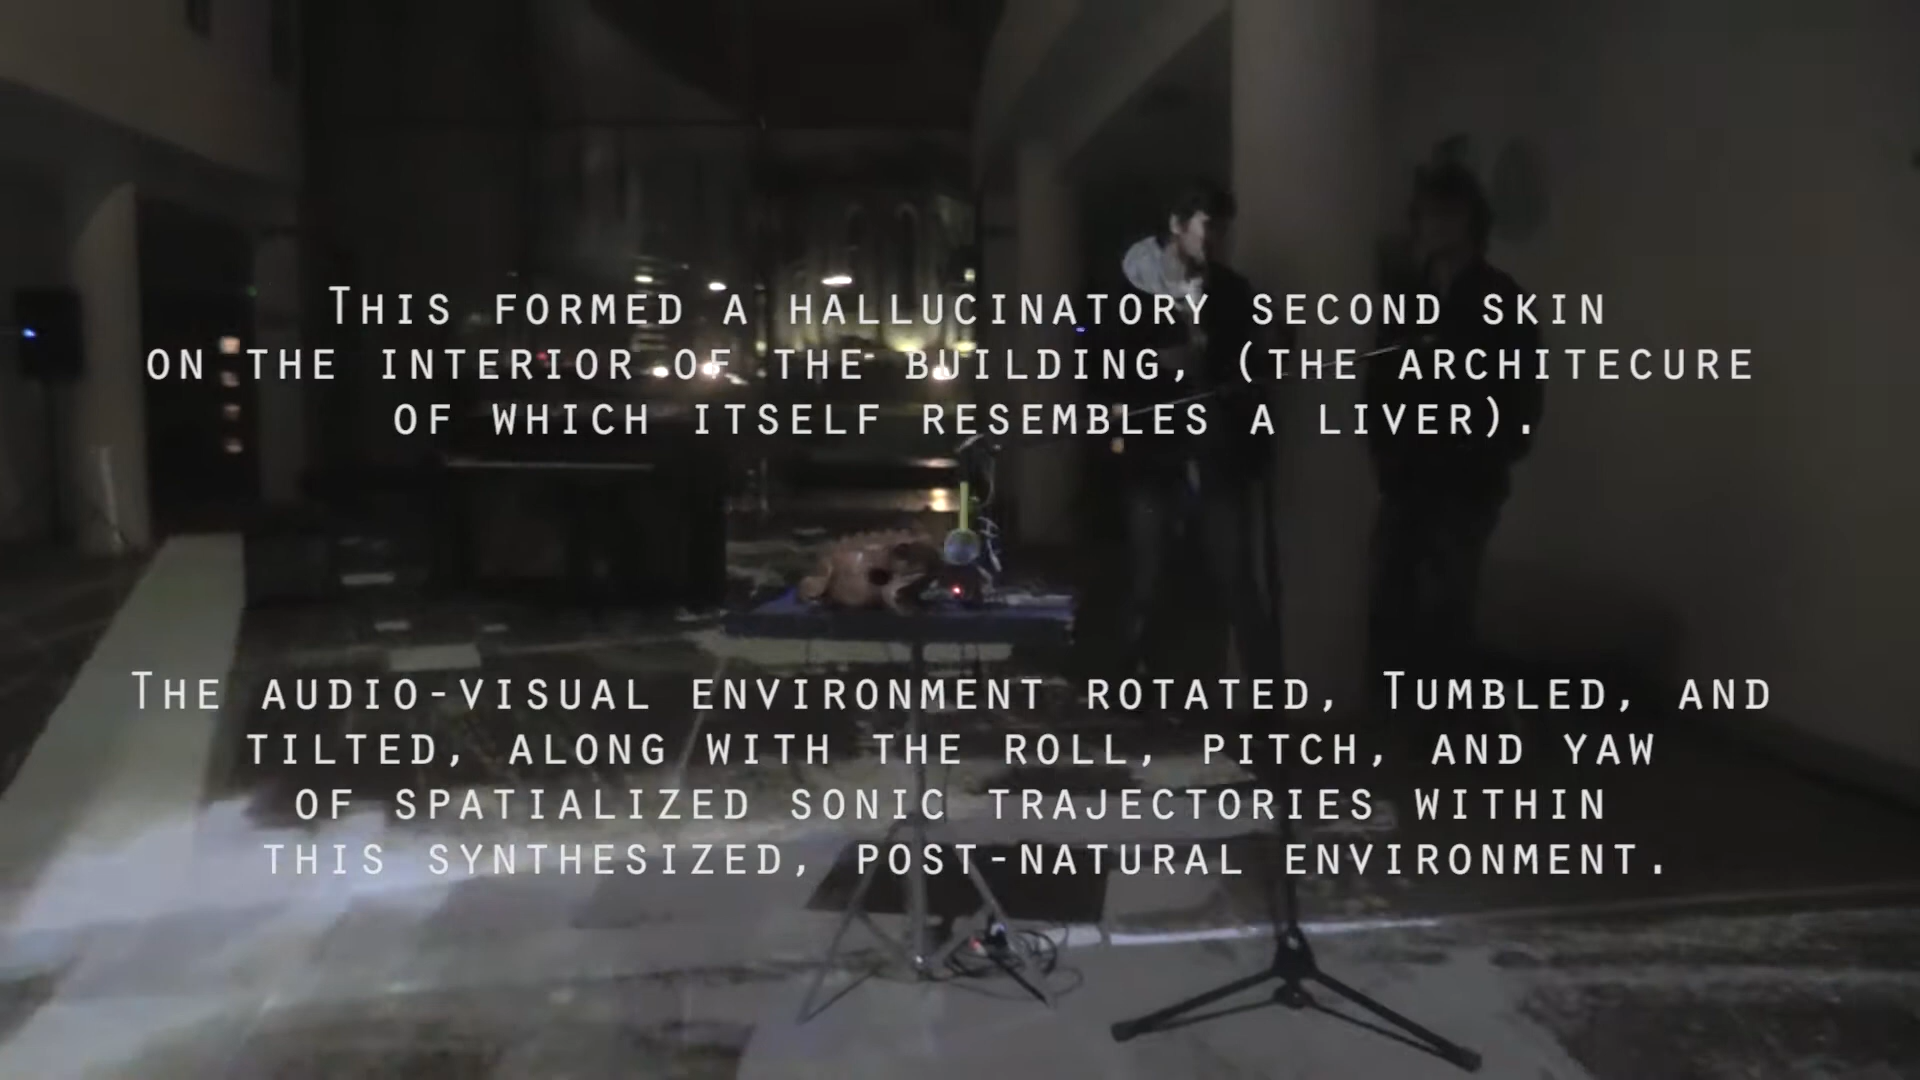 This formed a hallucinatory second skin
on the interior of the building, (the architecure
of which itself resembles a liver).
The audio-visual environment rotated, Tumbled, and
tilted, along with the roll, pitch, and yaw
of spatialized sonic trajectories within
this synthesized, post-natural environment.